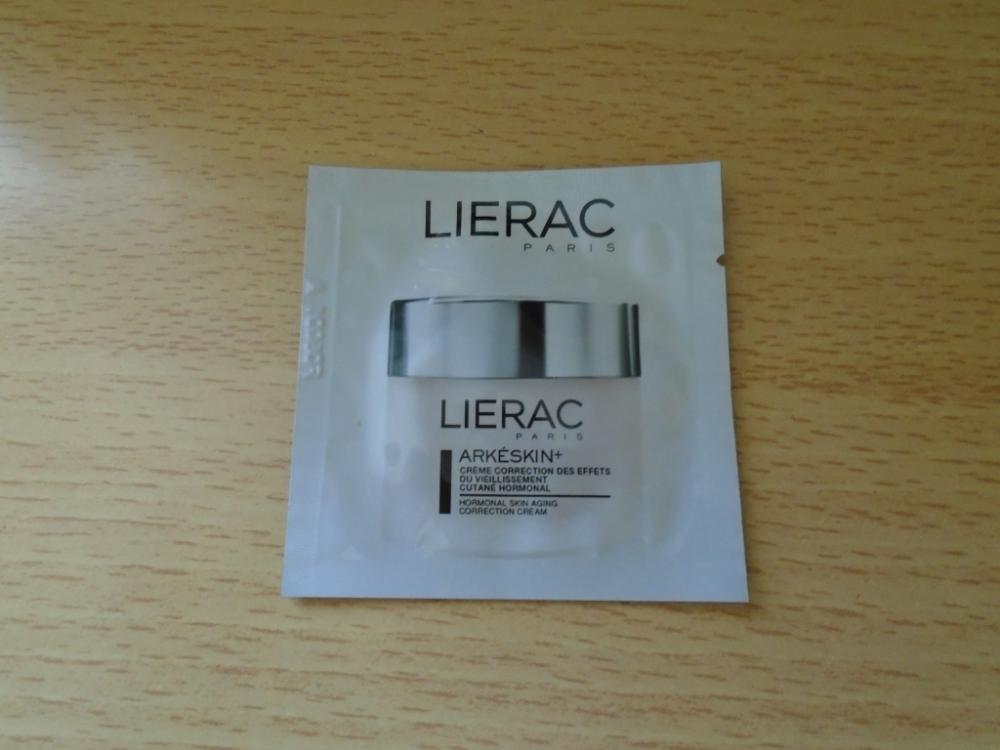 LIERAC
PARIS
LIERAC
PARIS
ARKÉSKIN+
CRÈME CORRECTION DES EFFETS
DU VIEILLISSEMENT
CUTANÉ HORMONAL
HORMONAL SKIN AGING
CORRECTION CREAM